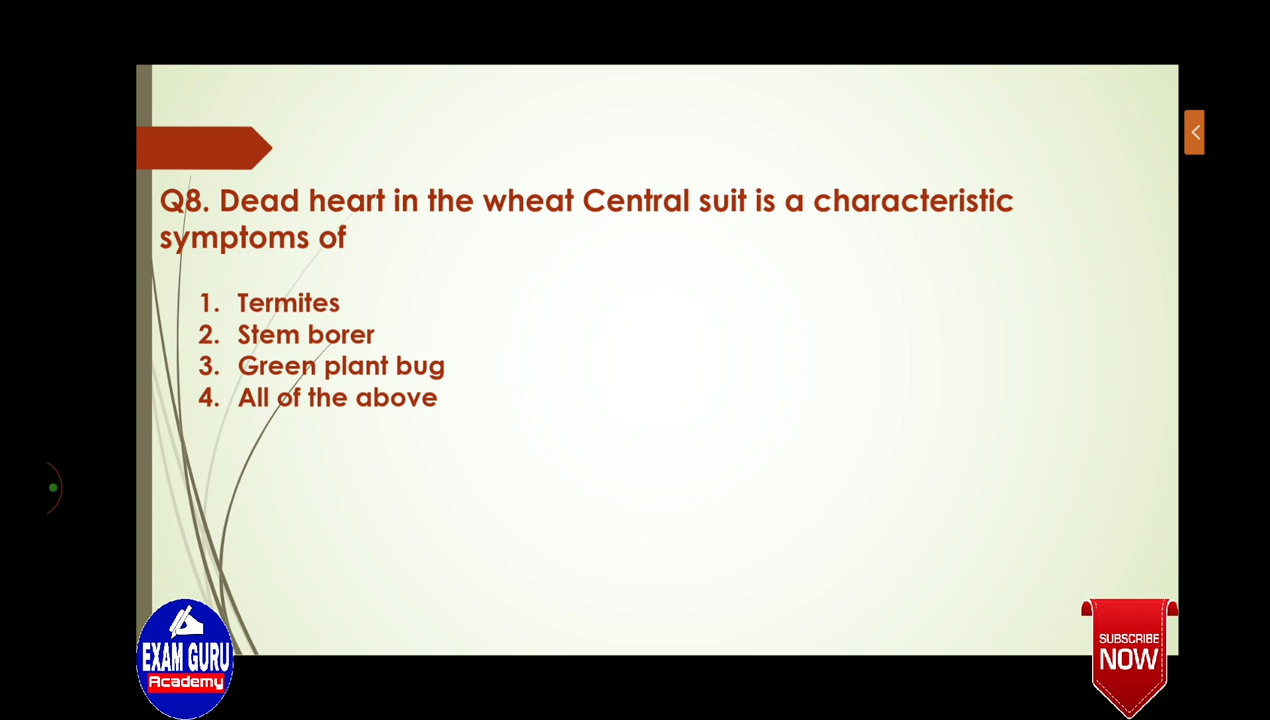 Q8. Dead heart in the wheat Central suit is a characteristic
symptoms of
1. Termites
2. Stem borer
3. Green plant bug
4. All of the above
EXAM GURU
Academy
SUBSCRIBE
NOW